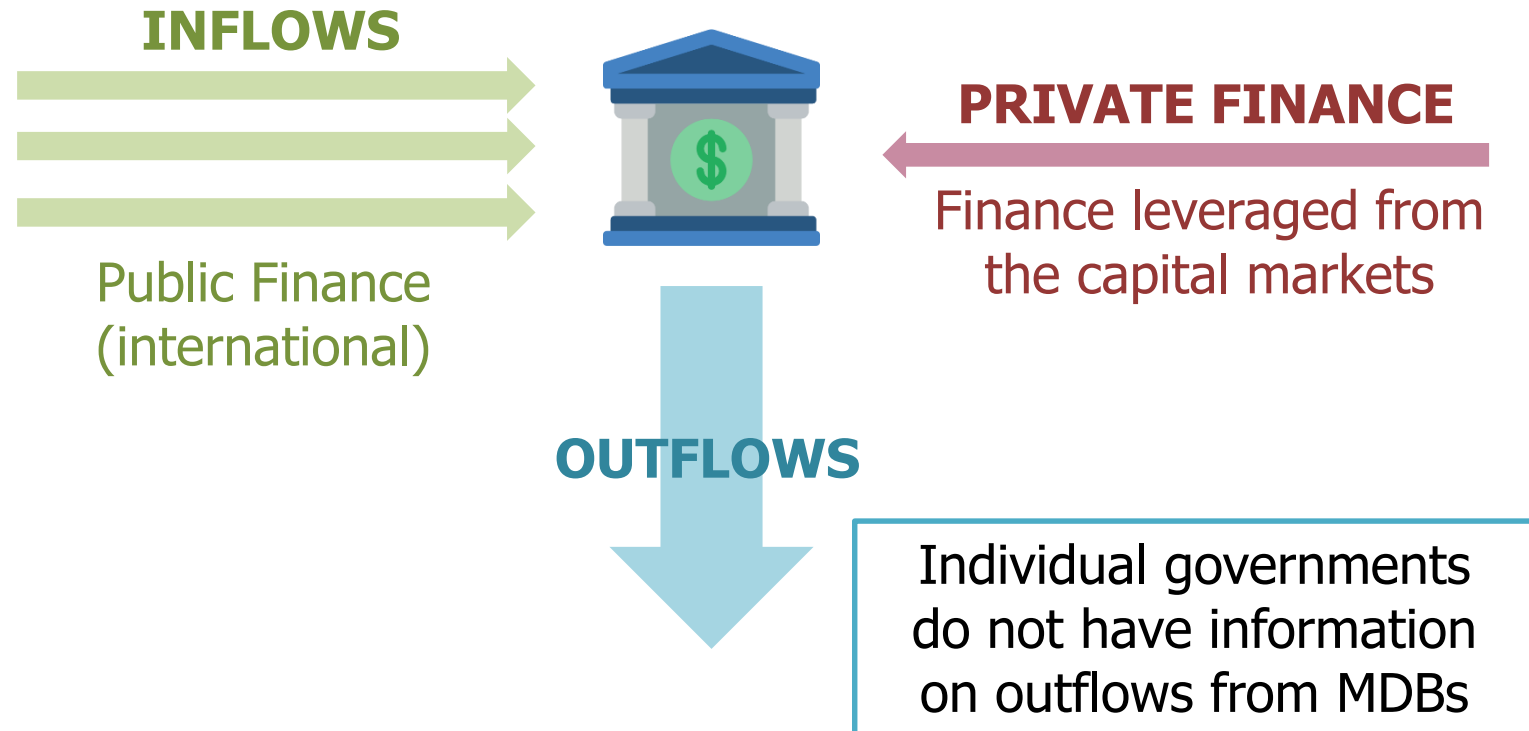 INFLOWS
Public Finance
(international)
$
PRIVATE FINANCE
Finance leveraged from
the capital markets
OUTFLOWS
Individual governments
do not have information
on outflows from MDBs